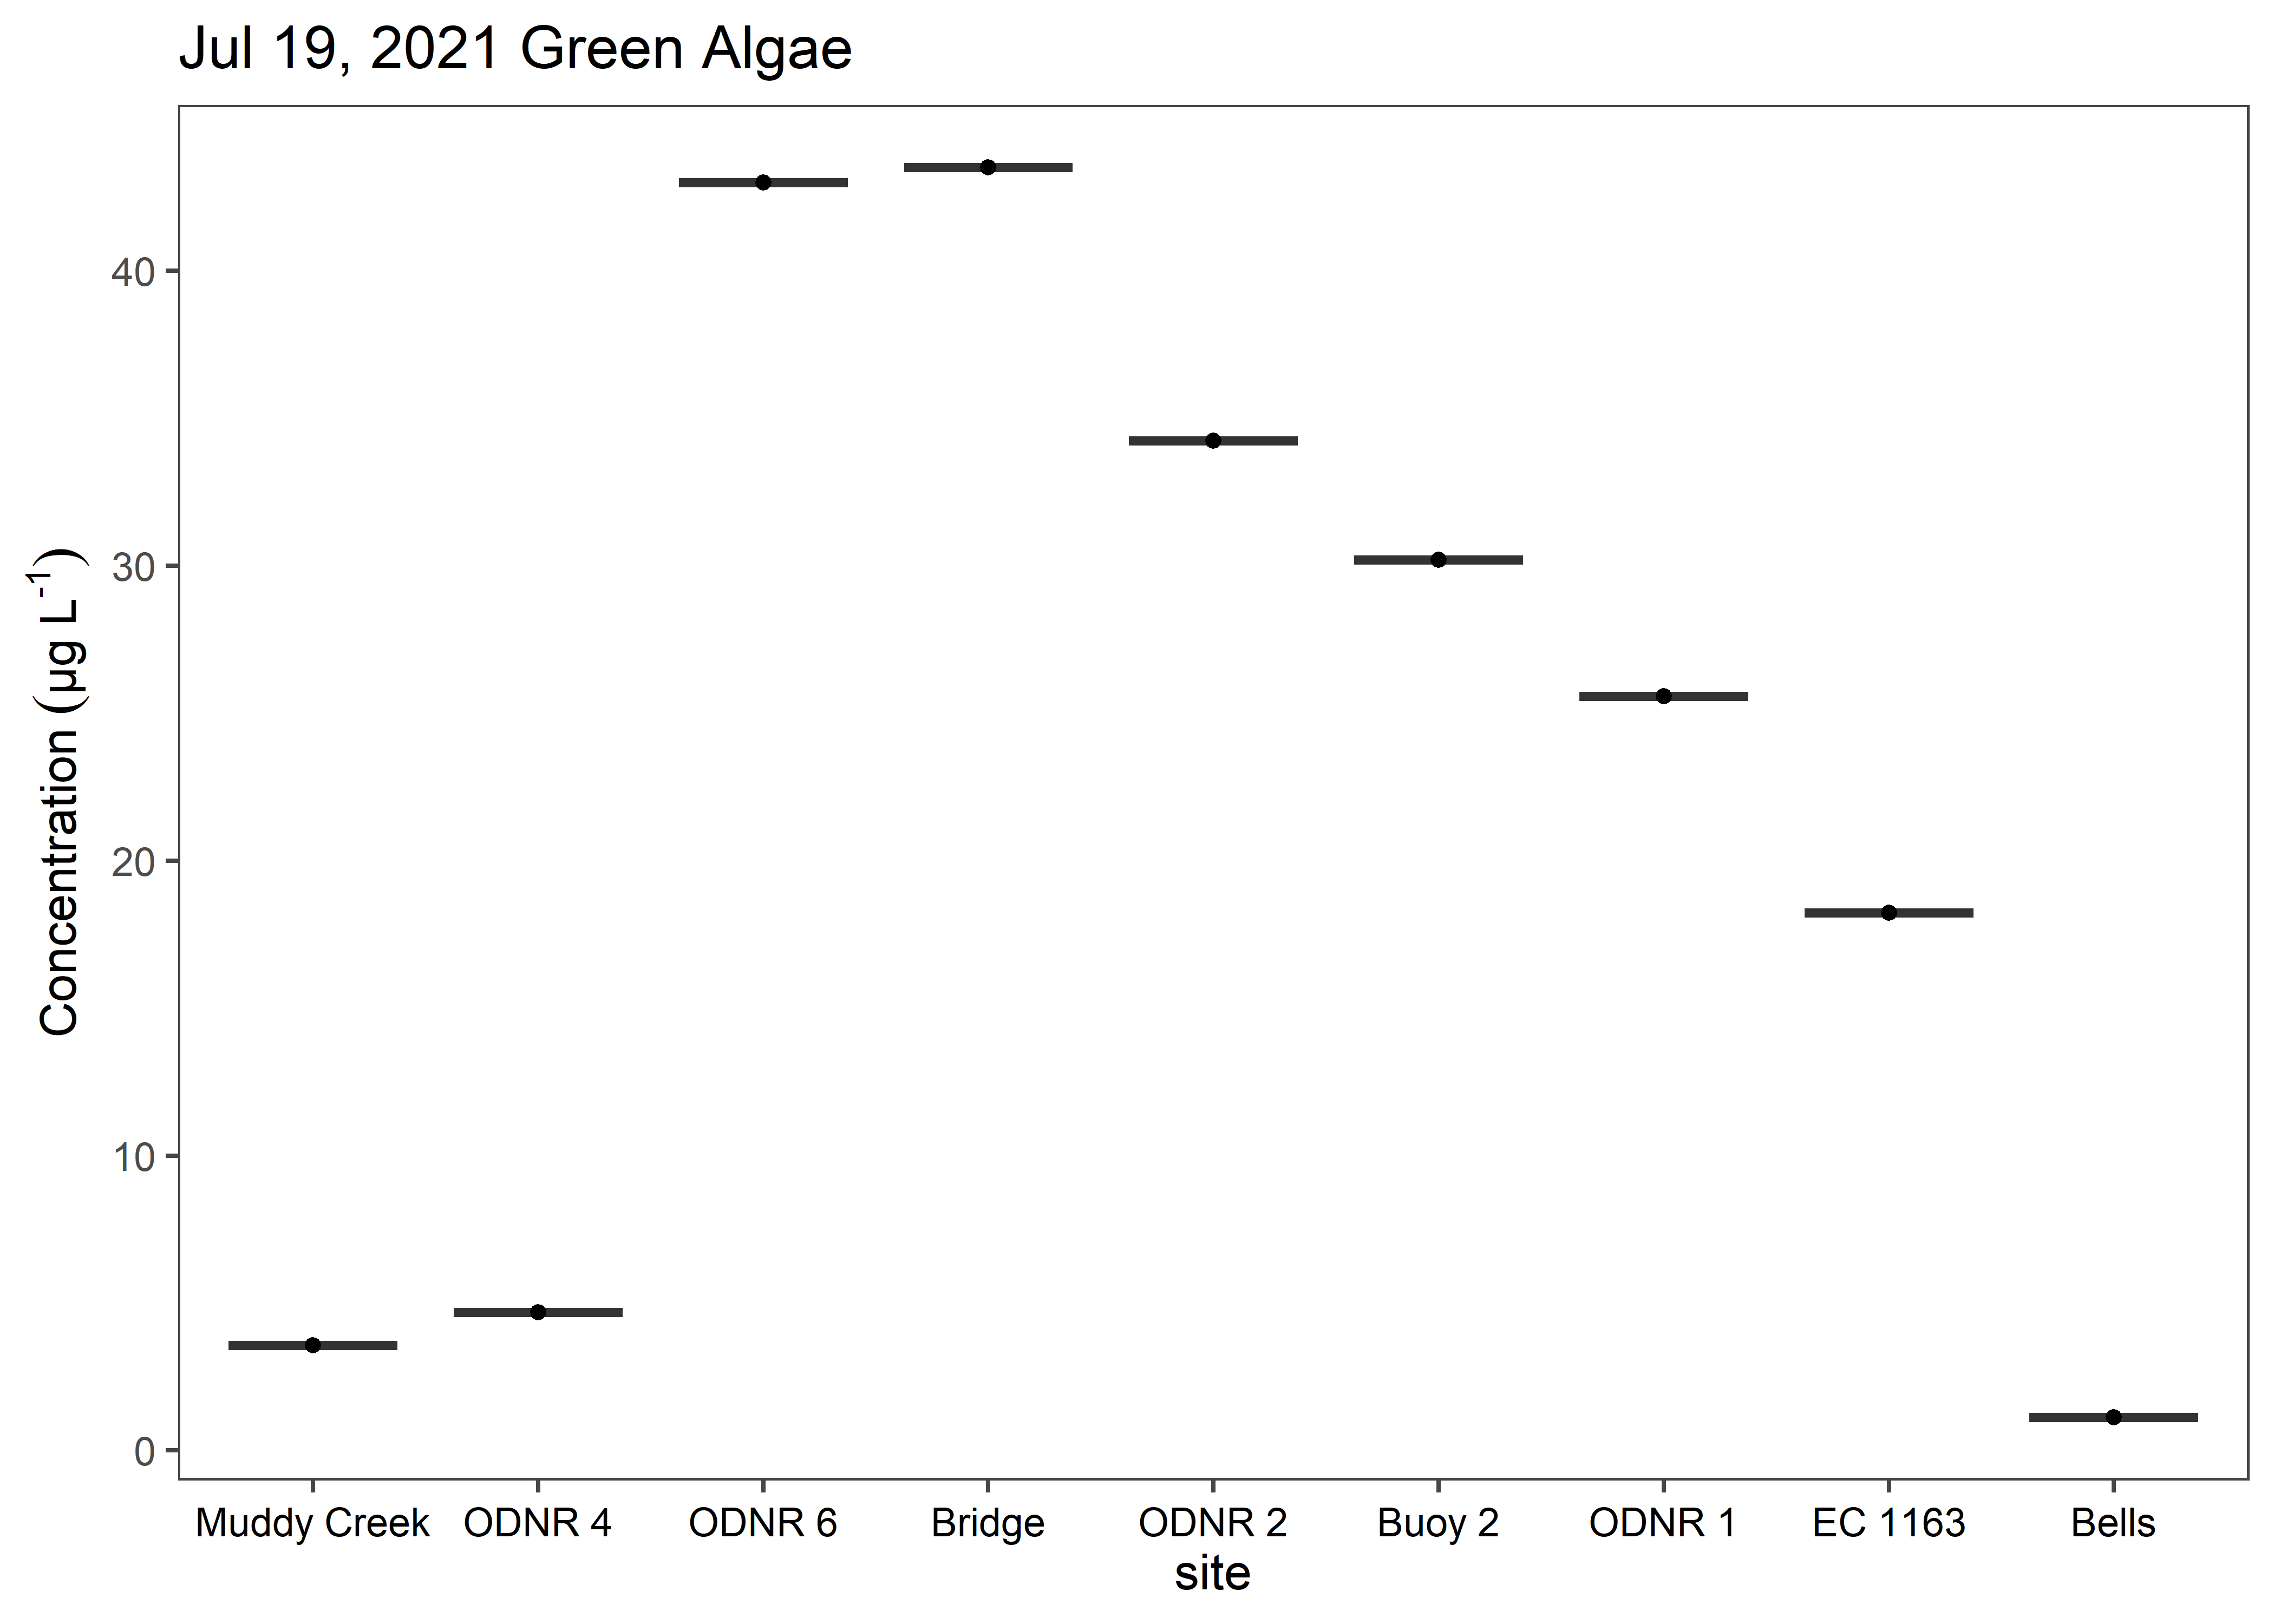 Jul 19, 2021 Green Algae
Concentration (µg L⁻¹)
40
30
20
10
0
Muddy Creek ODNR 4 ODNR 6 Bridge ODNR 2 Buoy 2 ODNR 1 EC 1163 Bells
site